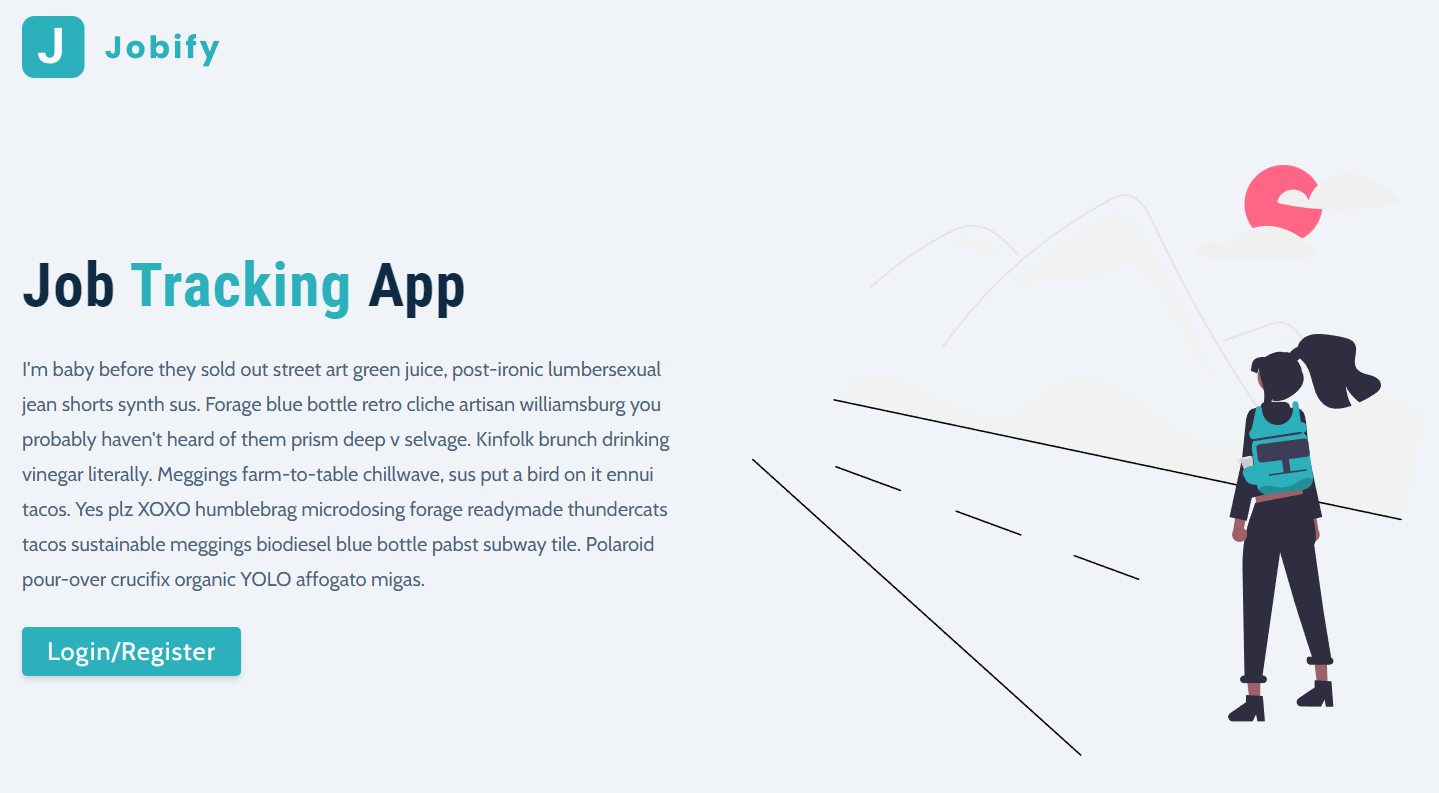 J Jobify
Job Tracking App
I'm baby before they sold out street art green juice, post-ironic lumbersexual
jean shorts synth sus. Forage blue bottle retro cliche artisan williamsburg you
probably haven't heard of them prism deep v selvage. Kinfolk brunch drinking
vinegar literally. Meggings farm-to-table chillwave, sus put a bird on it ennui
tacos. Yes plz XOXO humblebrag microdosing forage readymade thundercats
tacos sustainable meggings biodiesel blue bottle pabst subway tile. Polaroid
pour-over crucifix organic YOLO affogato migas.
Login/Register